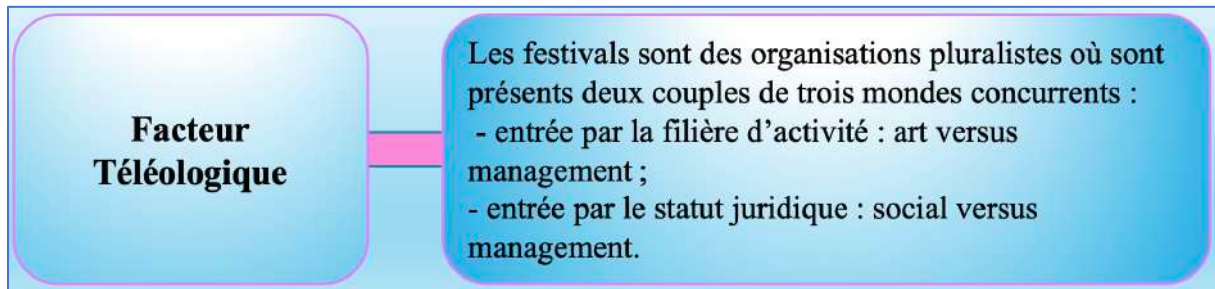 Facteur
Téléologique
Les festivals sont des organisations pluralistes où sont
présents deux couples de trois mondes concurrents :
- entrée par la filière d’activité : art versus
management ;
- entrée par le statut juridique : social versus
management.